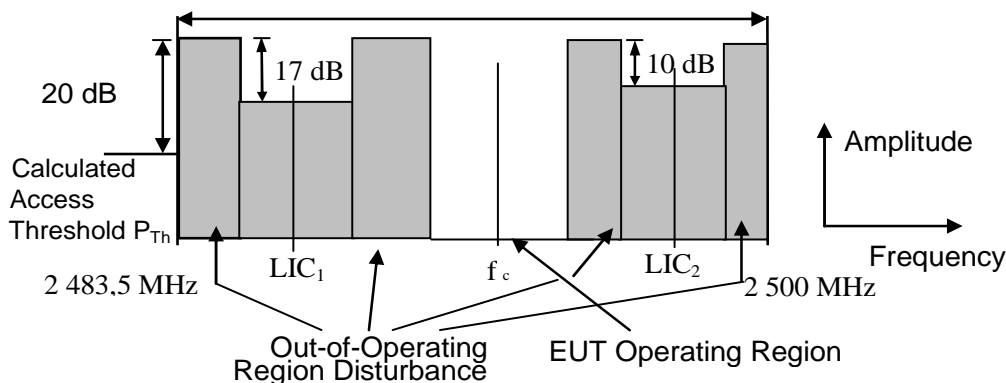 17 dB
10 dB
20 dB
Amplitude
Calculated
Access
Threshold PTh
LIC1
f c
LIC2
Frequency
2 483,5 MHz
2 500 MHz
Out-of-Operating
Region Disturbance
EUT Operating Region